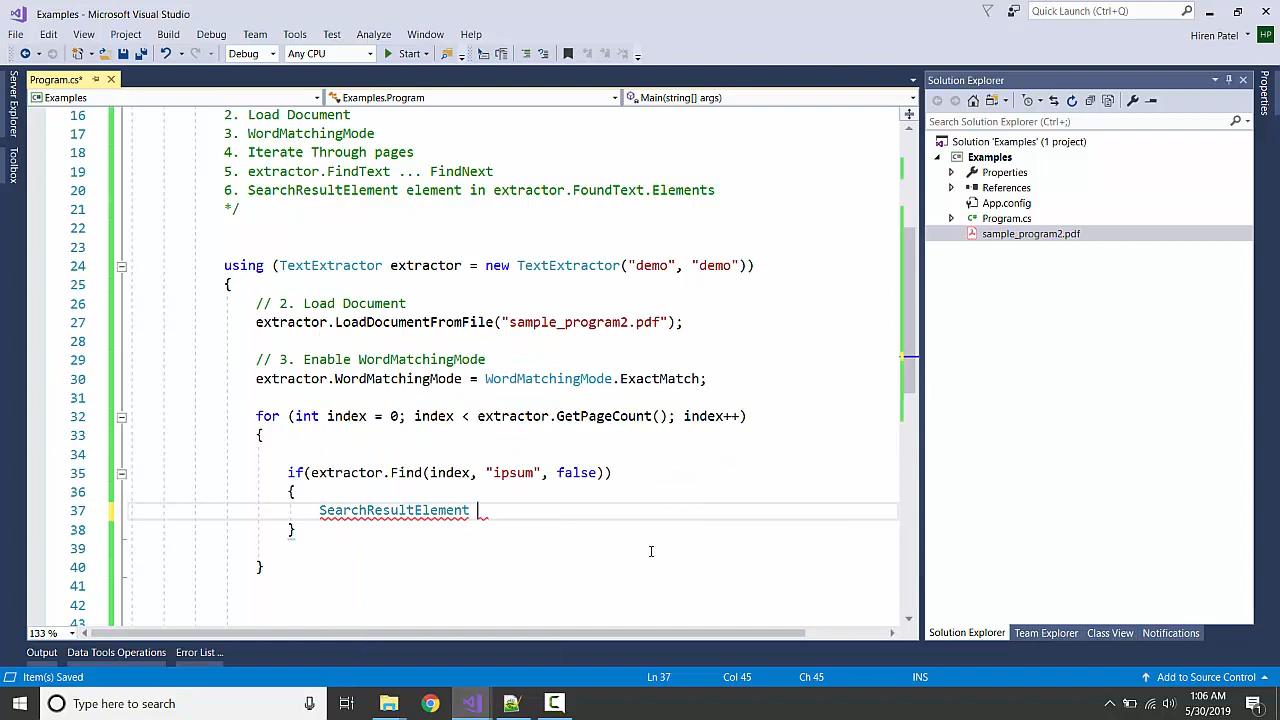 Examples - Microsoft Visual Studio
Quick Launch (Ctrl+Q)
File Edit View Project Build Debug Team Tools Test Analyze Window Help
Hiren Patel HP
Debug Any CPU Start
Server Explorer
Toolbox
Program.cs*
Examples Examples.Program Main(string[] args)
16 2. Load Document
17 3. WordMatchingMode
18 4. Iterate Through pages
19 5. extractor.FindText ... FindNext
20 6. SearchResultElement element in extractor.FoundText.Elements
21 */
22
23
24 using (TextExtractor extractor = new TextExtractor("demo", "demo"))
25 {
26 // 2. Load Document
27 extractor.LoadDocumentFromFile("sample_program2.pdf");
28
29 // 3. Enable WordMatchingMode
30 extractor.WordMatchingMode = WordMatchingMode.ExactMatch;
31
32 for (int index = 0; index < extractor.GetPageCount(); index++)
33 {
34
35 if(extractor.Find(index, "ipsum", false))
36 {
37 SearchResultElement
38 }
39
40 }
41
42
43
133 %
Solution Explorer
Search Solution Explorer (Ctrl+;)
Solution 'Examples' (1 project)
Examples
Properties
References
App.config
Program.cs
sample_program2.pdf
Properties
Solution Explorer Team Explorer Class View Notifications
Output Data Tools Operations Error List ...
Item(s) Saved Ln 37 Col 45 Ch 45 INS Add to Source Control
Type here to search
1:06 AM
5/30/2019
1